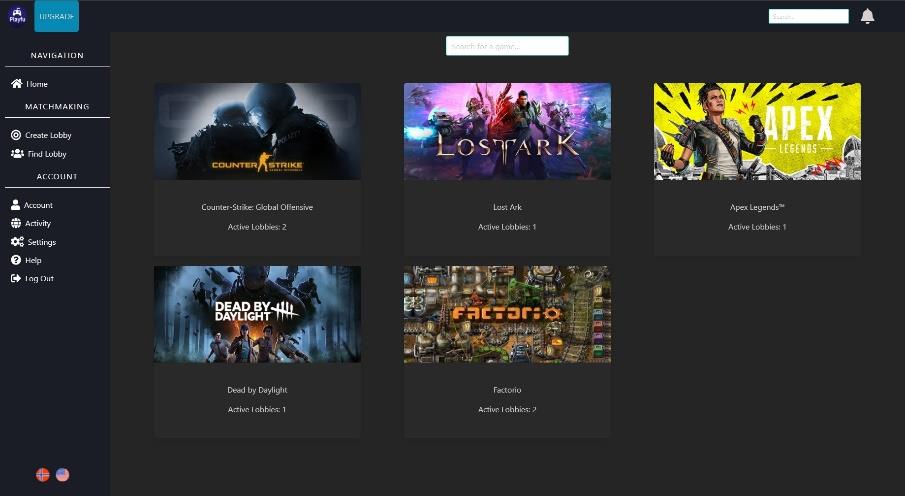 Playfu
UPGRADE
Search...
NAVIGATION
Home
MATCHMAKING
Create Lobby
Find Lobby
ACCOUNT
Account
Activity
Settings
Help
Log Out
Search for a game...
COUNTER STRIKE
GLOBAL OFFENSIVE
Counter-Strike: Global Offensive
Active Lobbies: 2
LOST ARK
Lost Ark
Active Lobbies: 1
APEX
LEGENDS
Apex Legends™
Active Lobbies: 1
DEAD BY
DAYLIGHT
Dead by Daylight
Active Lobbies: 1
FACTORIO
Factorio
Active Lobbies: 2